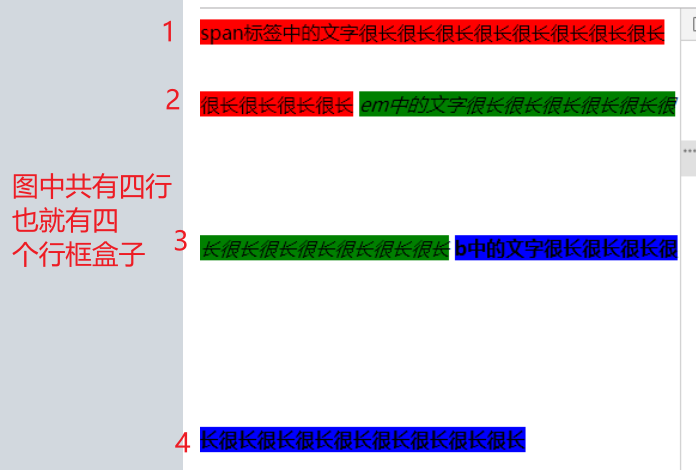 1 span标签中的文字很长很长很长很长很长很长很长很长
2 很长很长很长很长 em中的文字很长很长很长很长很长很
图中共有四行
也就有四
个行框盒子
3 长很长很长很长很长很长很长 b中的文字很长很长很长很
4 长很长很长很长很长很长很长很长很长